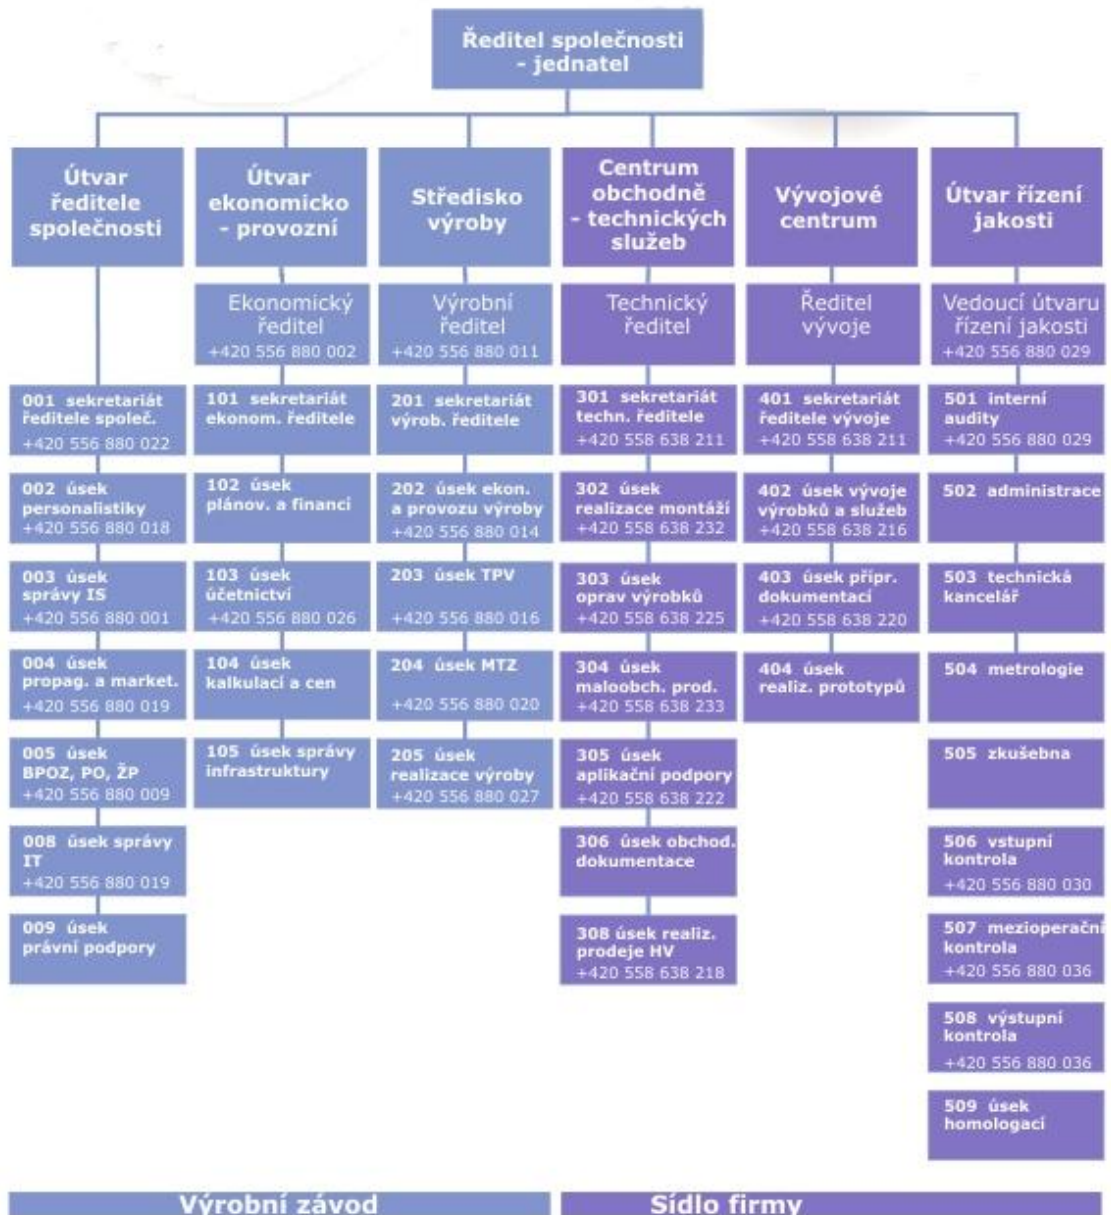 Ředitel společnosti
- jednatel
Útvar
ředitele
společnosti
Útvar
ekonomicko
- provozní
Středisko
výroby
Centrum
obchodně
- technických
služeb
Vývojové
centrum
Útvar řízení
jakosti
Ekonomický
ředitel
+420 556 880 002
Výrobní
ředitel
+420 556 880 011
Technický
ředitel
Ředitel
vývoje
Vedoucí útvaru
řízení jakosti
+420 556 880 029
001 sekretariát
ředitele společ.
+420 556 880 022
002 úsek
personalistiky
+420 556 880 018
003 úsek
správy IS
+420 556 880 001
004 úsek
propag. a market.
+420 556 880 019
005 úsek
BPOZ, PO, ŽP
+420 556 880 009
008 úsek správy
IT
+420 556 880 019
009 úsek
právní podpory
101 sekretariát
ekonom. ředitele
102 úsek
plánov. a financí
103 úsek
účetnictví
+420 556 880 026
104 úsek
kalkulací a cen
105 úsek správy
infrastruktury
201 sekretariát
výrob. ředitele
202 úsek ekon.
a provozu výroby
+420 556 880 014
203 úsek TPV
+420 556 880 016
204 úsek MTZ
+420 556 880 020
205 úsek
realizace výroby
+420 556 880 027
301 sekretariát
techn. ředitele
+420 558 638 211
302 úsek
realizace montáží
+420 558 638 232
303 úsek
oprav výrobků
+420 558 638 225
304 úsek
maloobch. prod.
+420 558 638 233
305 úsek
aplikační podpory
+420 558 638 222
306 úsek obchod.
dokumentace
308 úsek realiz.
prodeje HV
+420 558 638 218
401 sekretariát
ředitele vývoje
+420 558 638 211
402 úsek vývoje
výrobků a služeb
+420 558 638 216
403 úsek přípr.
dokumentací
+420 558 638 220
404 úsek
realiz. prototypů
501 interní
audity
+420 556 880 029
502 administrace
503 technická
kancelář
504 metrologie
505 zkušebna
506 vstupní
kontrola
+420 556 880 030
507 mezioperační
kontrola
+420 556 880 036
508 výstupní
kontrola
+420 556 880 036
509 úsek
homologací
Výrobní závod
Sídlo firmy